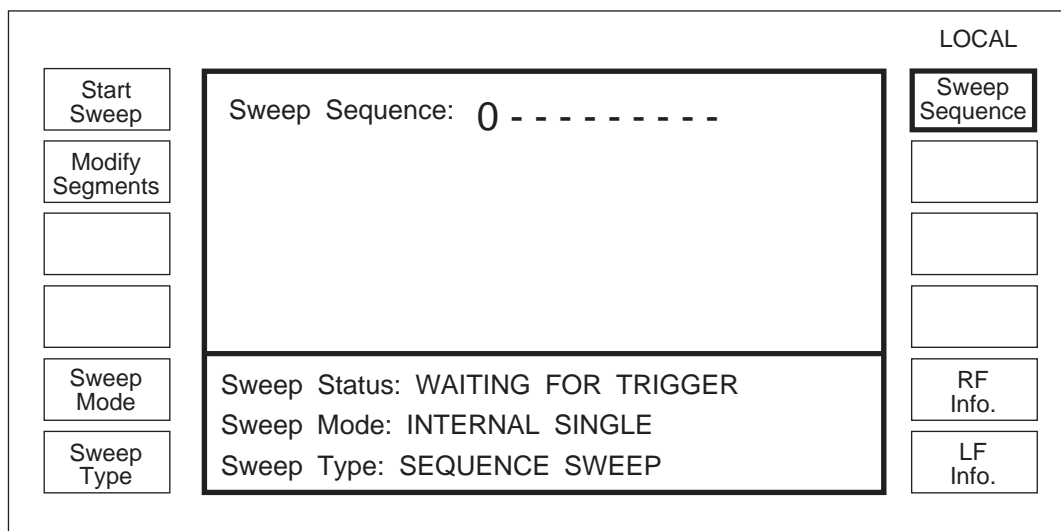 LOCAL
Start
Sweep
Modify
Segments
Sweep
Mode
Sweep
Type
Sweep Sequence: 0 - - - - - - - - -
Sweep Status: WAITING FOR TRIGGER
Sweep Mode: INTERNAL SINGLE
Sweep Type: SEQUENCE SWEEP
Sweep
Sequence
RF
Info.
LF
Info.